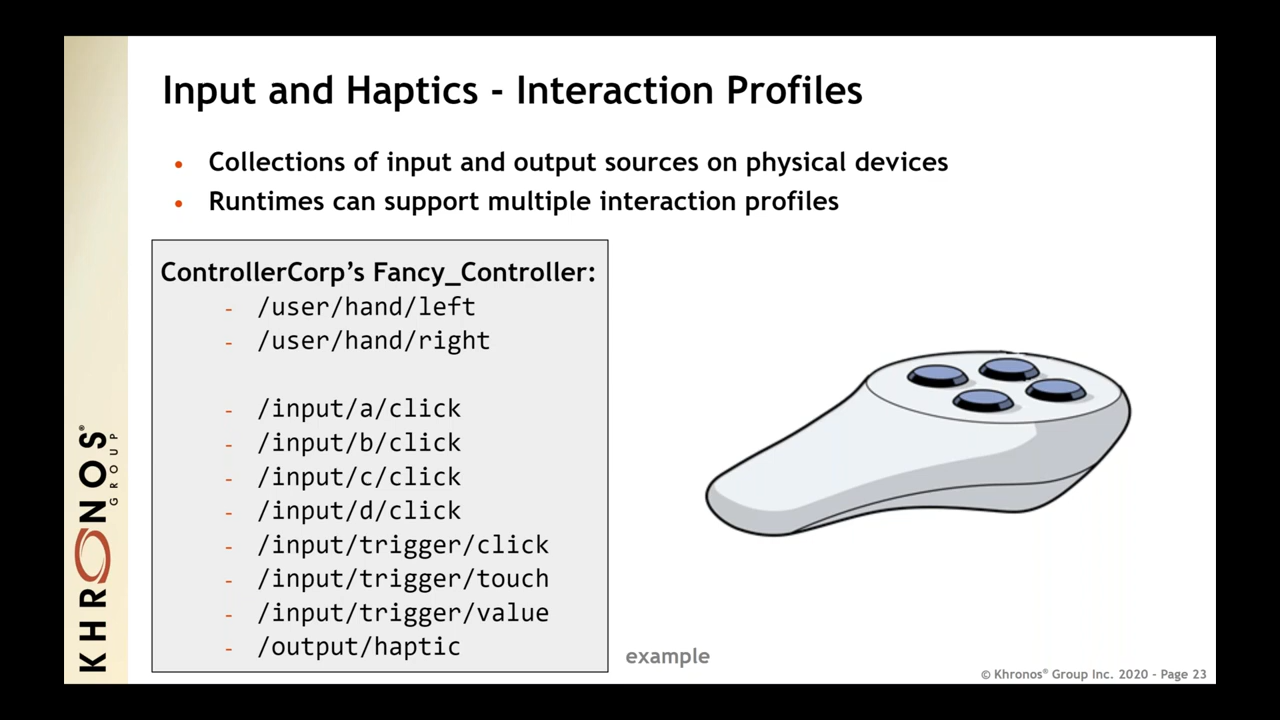 Input and Haptics - Interaction Profiles
• Collections of input and output sources on physical devices
• Runtimes can support multiple interaction profiles
ControllerCorp's Fancy_Controller:
- /user/hand/left
- /user/hand/right
- /input/a/click
- /input/b/click
- /input/c/click
- /input/d/click
- /input/trigger/click
- /input/trigger/touch
- /input/trigger/value
- /output/haptic
example
KHRONOS®
GROUP
© Khronos® Group Inc. 2020 - Page 23